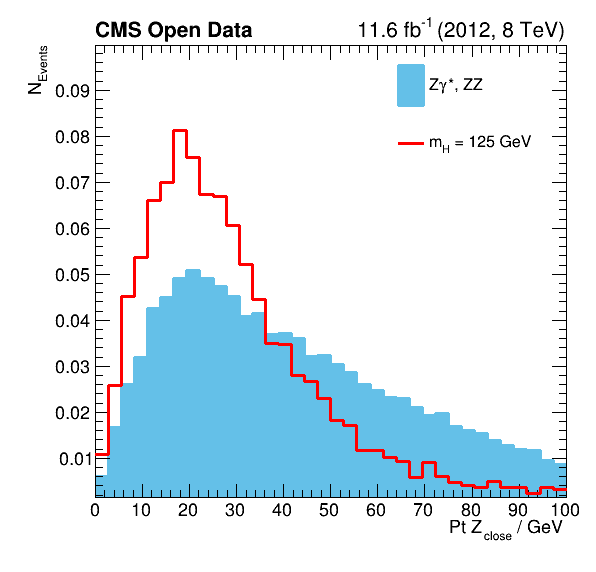 CMS Open Data 11.6 fb⁻¹ (2012, 8 TeV)
N_Events
0.09
0.08
0.07
0.06
0.05
0.04
0.03
0.02
0.01
Zγ*, ZZ
m_H = 125 GeV
0 10 20 30 40 50 60 70 80 90 100
Pt Z_close / GeV